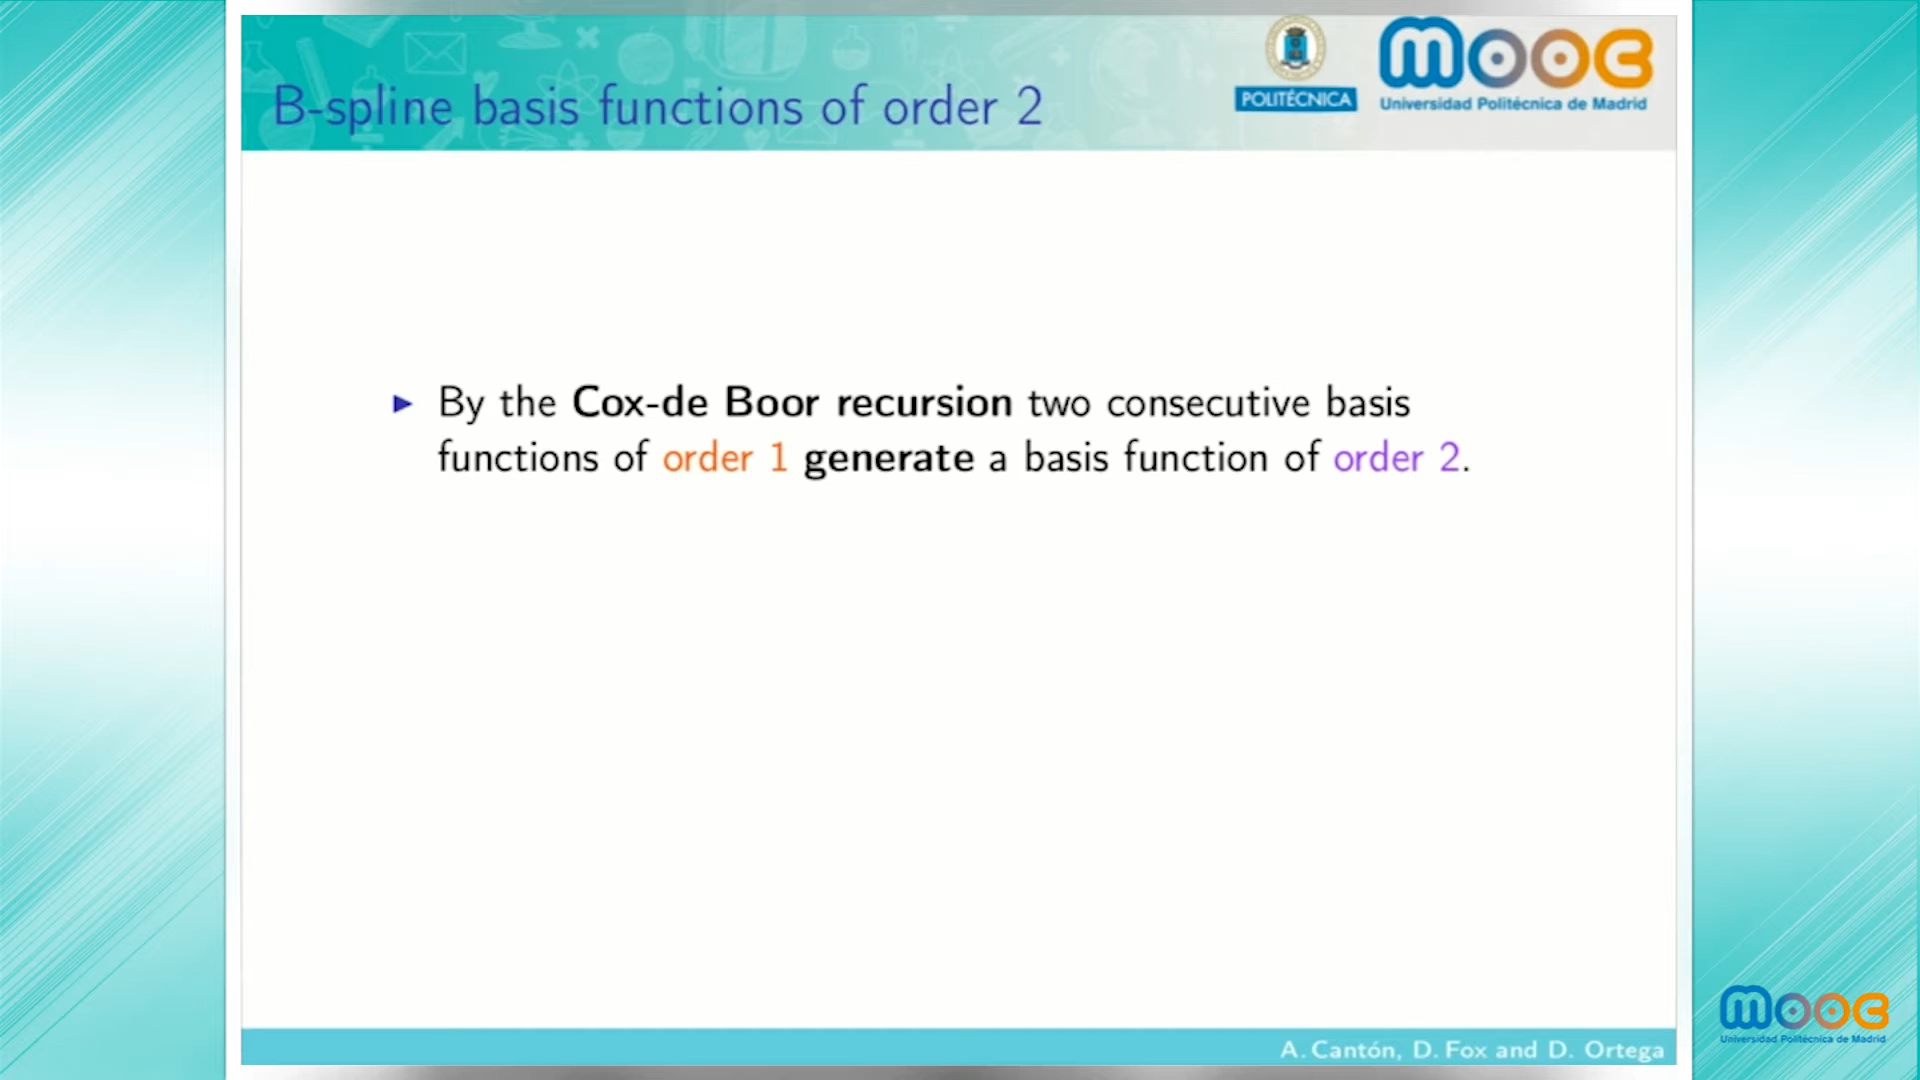 B-spline basis functions of order 2
POLITÉCNICA
MOOC
Universidad Politécnica de Madrid
► By the Cox-de Boor recursion two consecutive basis
functions of order 1 generate a basis function of order 2.
A. Cantón, D. Fox and D. Ortega
MOOC
Universidad Politécnica de Madrid